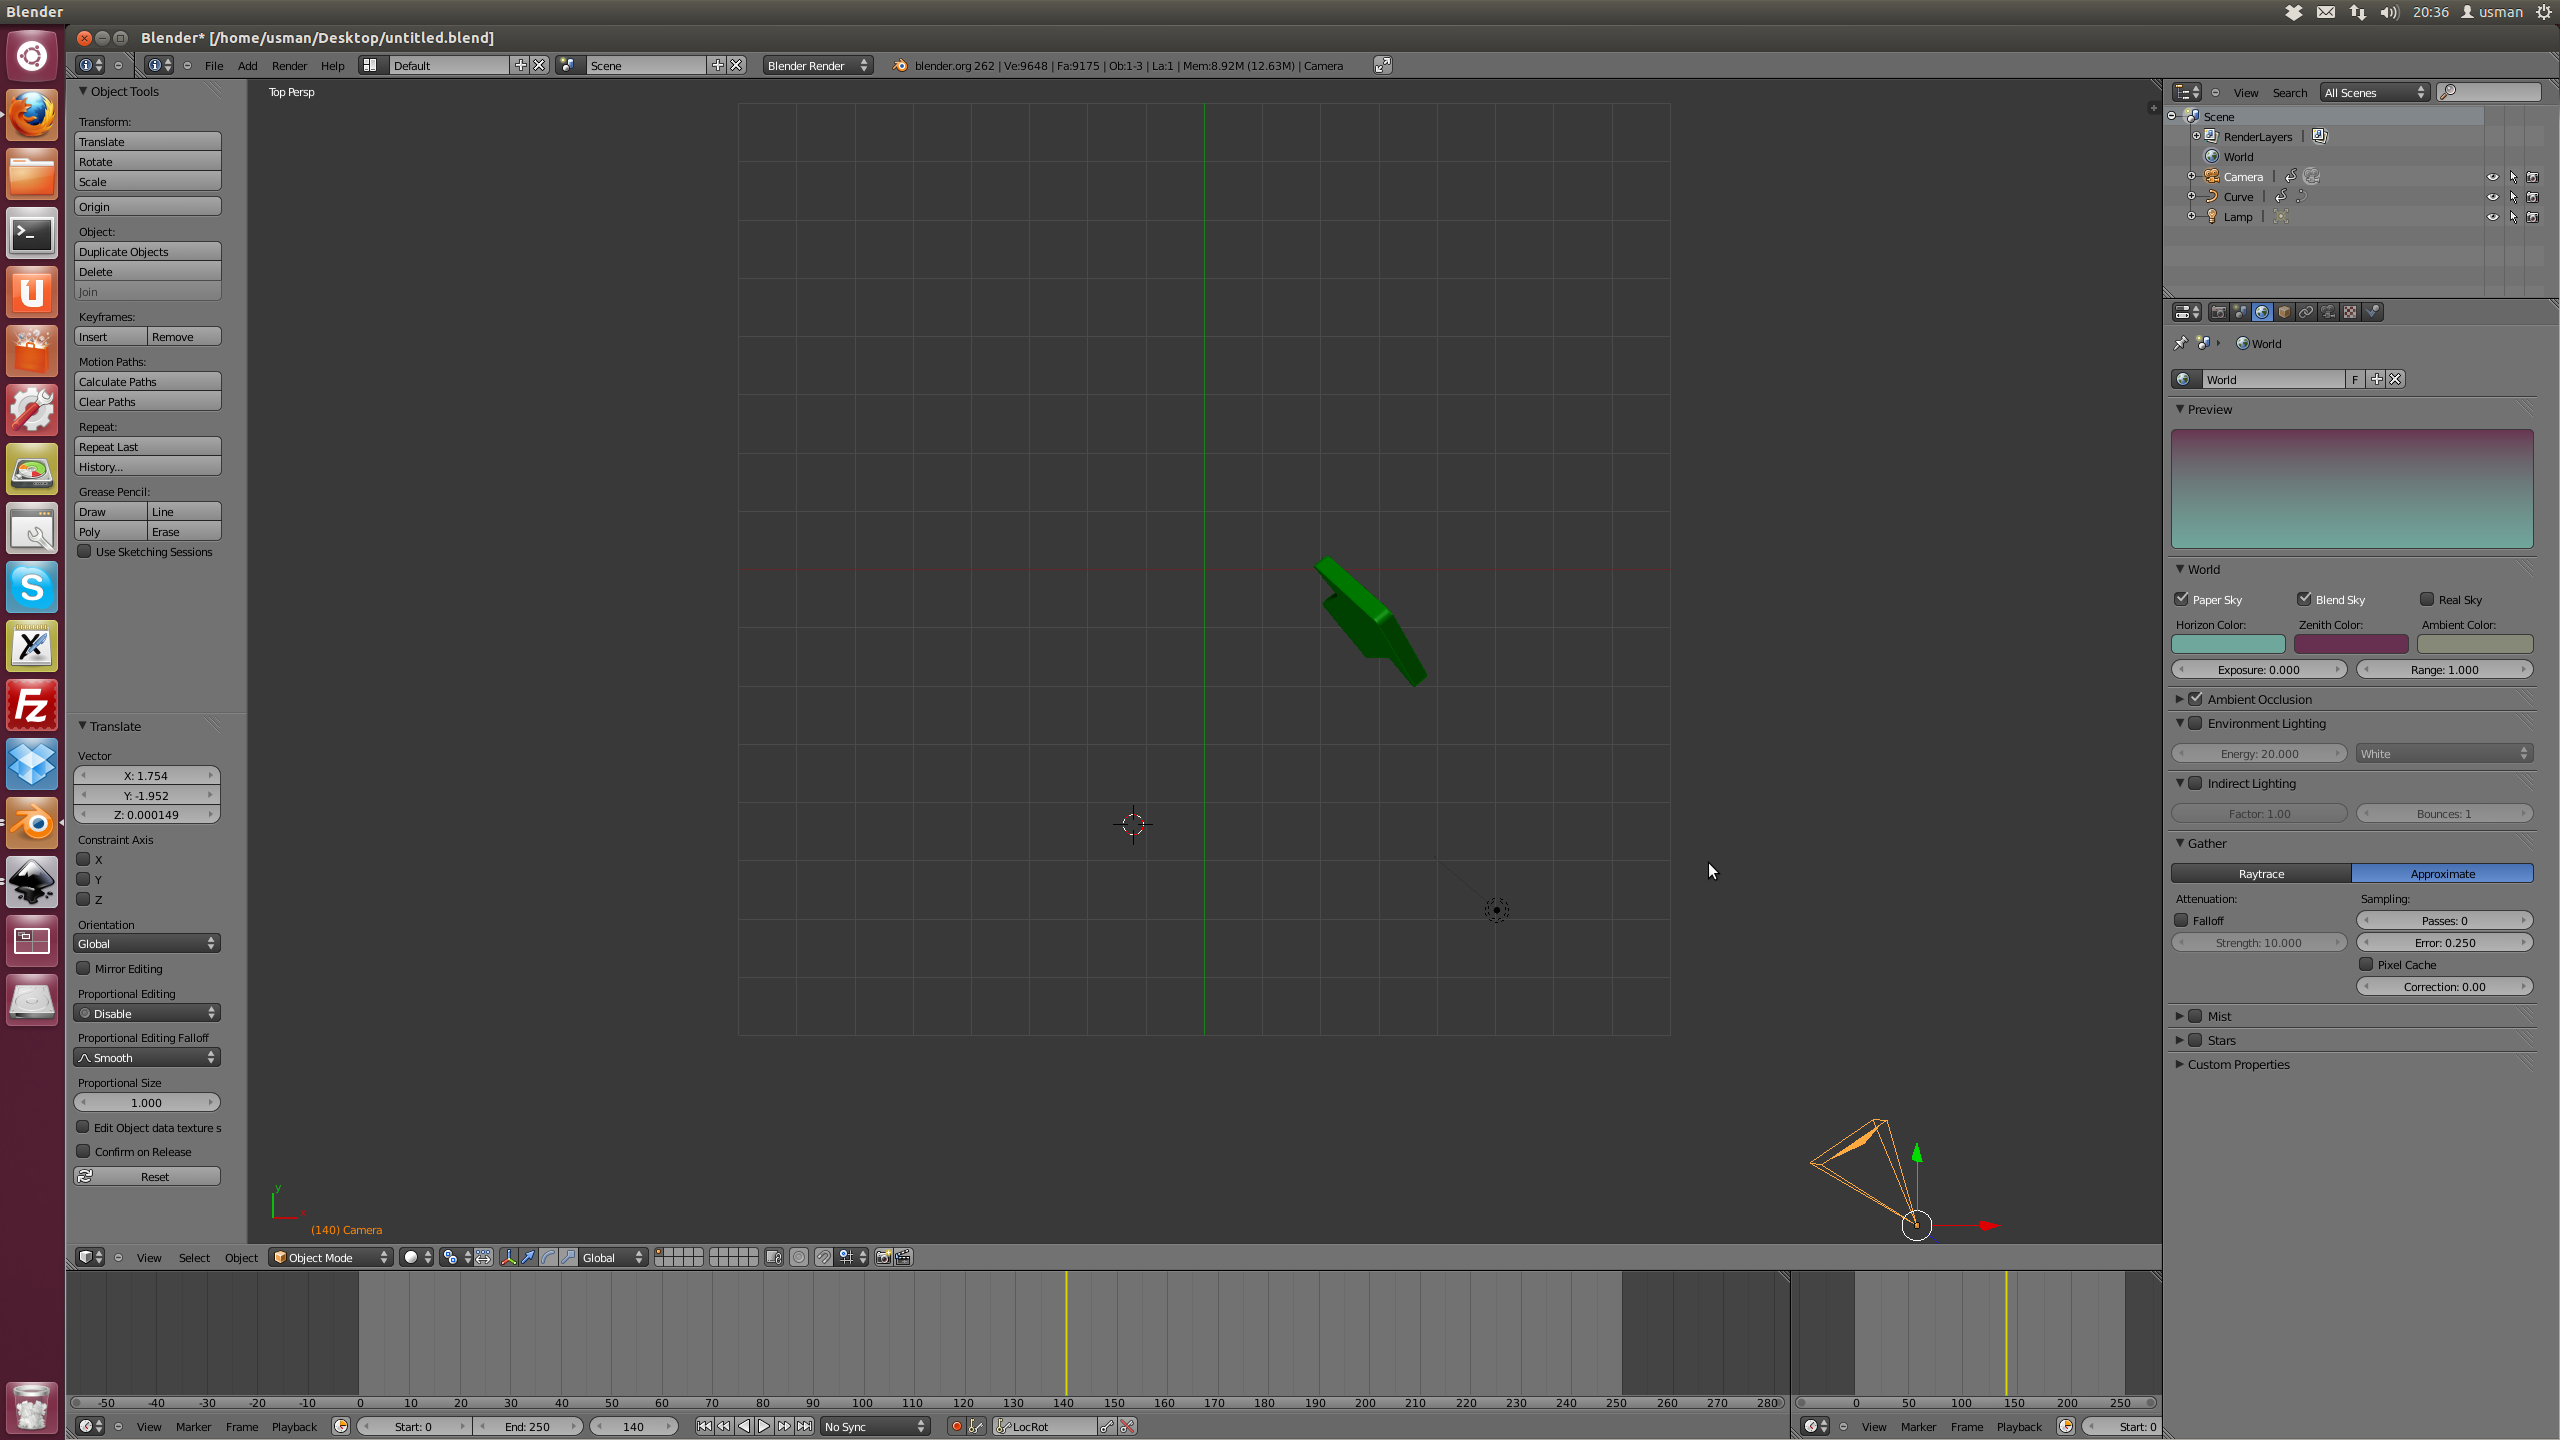 Blender
20:36 usman
Blender* [/home/usman/Desktop/untitled.blend]
File Add Render Help Default Scene Blender Render blender.org 262 | Ve:9648 | Fa:9175 | Ob:1-3 | La:1 | Mem:8.92M (12.63M) | Camera
Object Tools
Transform:
Translate
Rotate
Scale
Origin
Object:
Duplicate Objects
Delete
Join
Keyframes:
Insert Remove
Motion Paths:
Calculate Paths
Clear Paths
Repeat:
Repeat Last
History...
Grease Pencil:
Draw Line
Poly Erase
Use Sketching Sessions
Translate
Vector
X: 1.754
Y: -1.952
Z: 0.000149
Constraint Axis
X
Y
Z
Orientation
Global
Mirror Editing
Proportional Editing
Disable
Proportional Editing Falloff
Smooth
Proportional Size
1.000
Edit Object data texture s
Confirm on Release
Reset
Top Persp
y
(140) Camera
View Select Object Object Mode Global
-50 -40 -30 -20 -10 0 10 20 30 40 50 60 70 80 90 100 110 120 130 140 150 160 170 180 190 200 210 220 230 240 250 260 270 280
View Marker Frame Playback Start: 0 End: 250 140 No Sync LocRot
0 50 100 150 200 250
View Marker Frame Playback Start: 0
View Search All Scenes
Scene
RenderLayers |
World
Camera |
Curve |
Lamp |
World
World F
Preview
World
Paper Sky Blend Sky Real Sky
Horizon Color: Zenith Color: Ambient Color:
Exposure: 0.000 Range: 1.000
Ambient Occlusion
Environment Lighting
Energy: 20.000 White
Indirect Lighting
Factor: 1.00 Bounces: 1
Gather
Raytrace Approximate
Attenuation: Sampling:
Falloff Passes: 0
Strength: 10.000 Error: 0.250
Pixel Cache
Correction: 0.00
Mist
Stars
Custom Properties